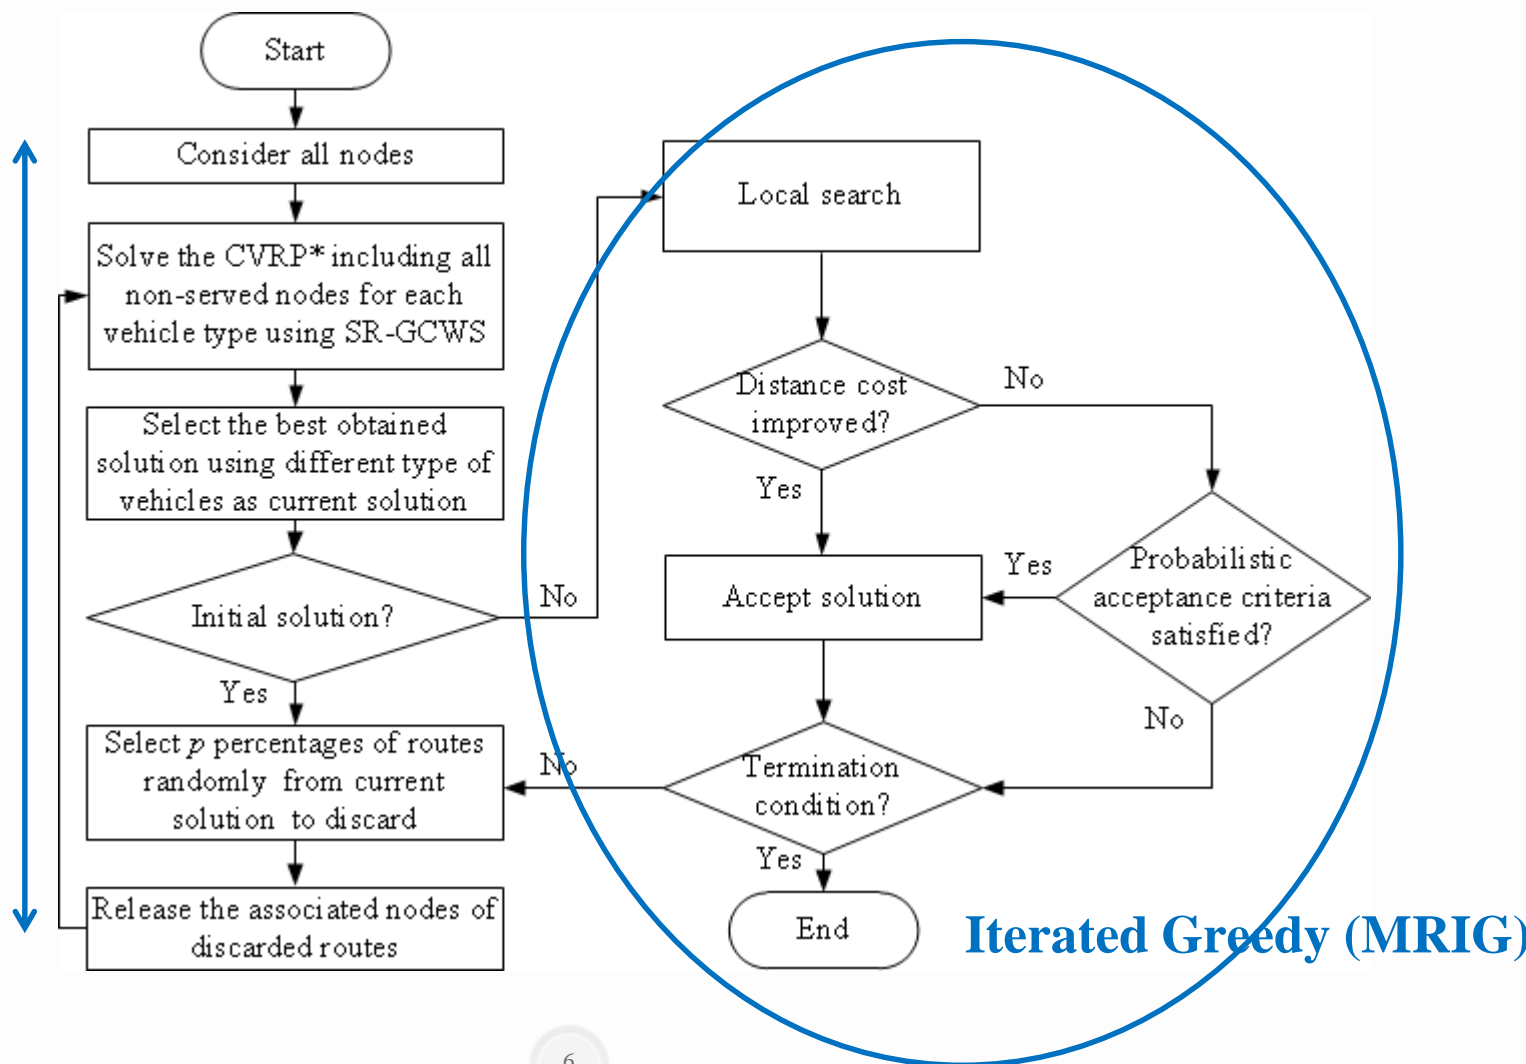 Start
Consider all nodes
Solve the CVRP* including all
non-served nodes for each
vehicle type using SR-GCWS
Select the best obtained
solution using different type of
vehicles as current solution
Initial solution?
No
Yes
Select p percentages of routes
randomly from current
solution to discard
Release the associated nodes of
discarded routes
Local search
Distance cost
improved?
No
Yes
Accept solution
Yes
Probabilistic
acceptance criteria
satisfied?
No
Termination
condition?
No
Yes
End
Iterated Greedy (MRIG)
6